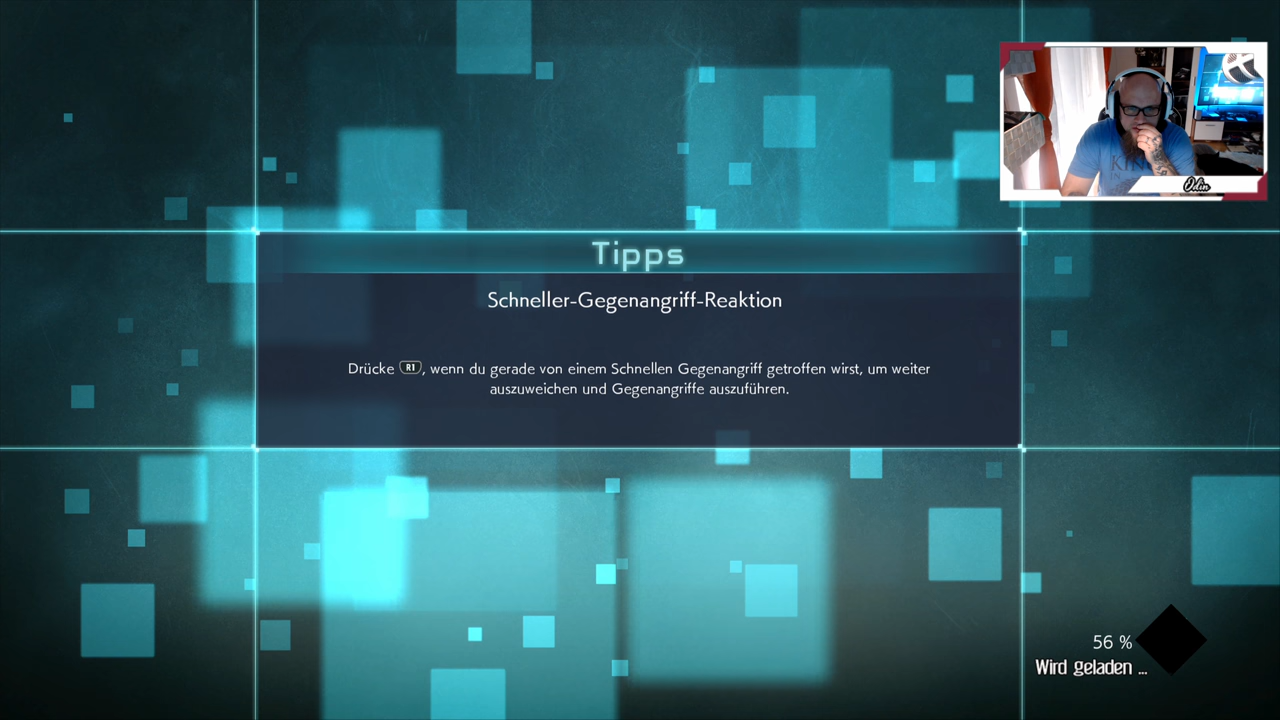 Odin
Tipps
Schneller-Gegenangriff-Reaktion
Drücke R1, wenn du gerade von einem Schnellen Gegenangriff getroffen wirst, um weiter
auszuweichen und Gegenangriffe auszuführen.
56 %
Wird geladen ...